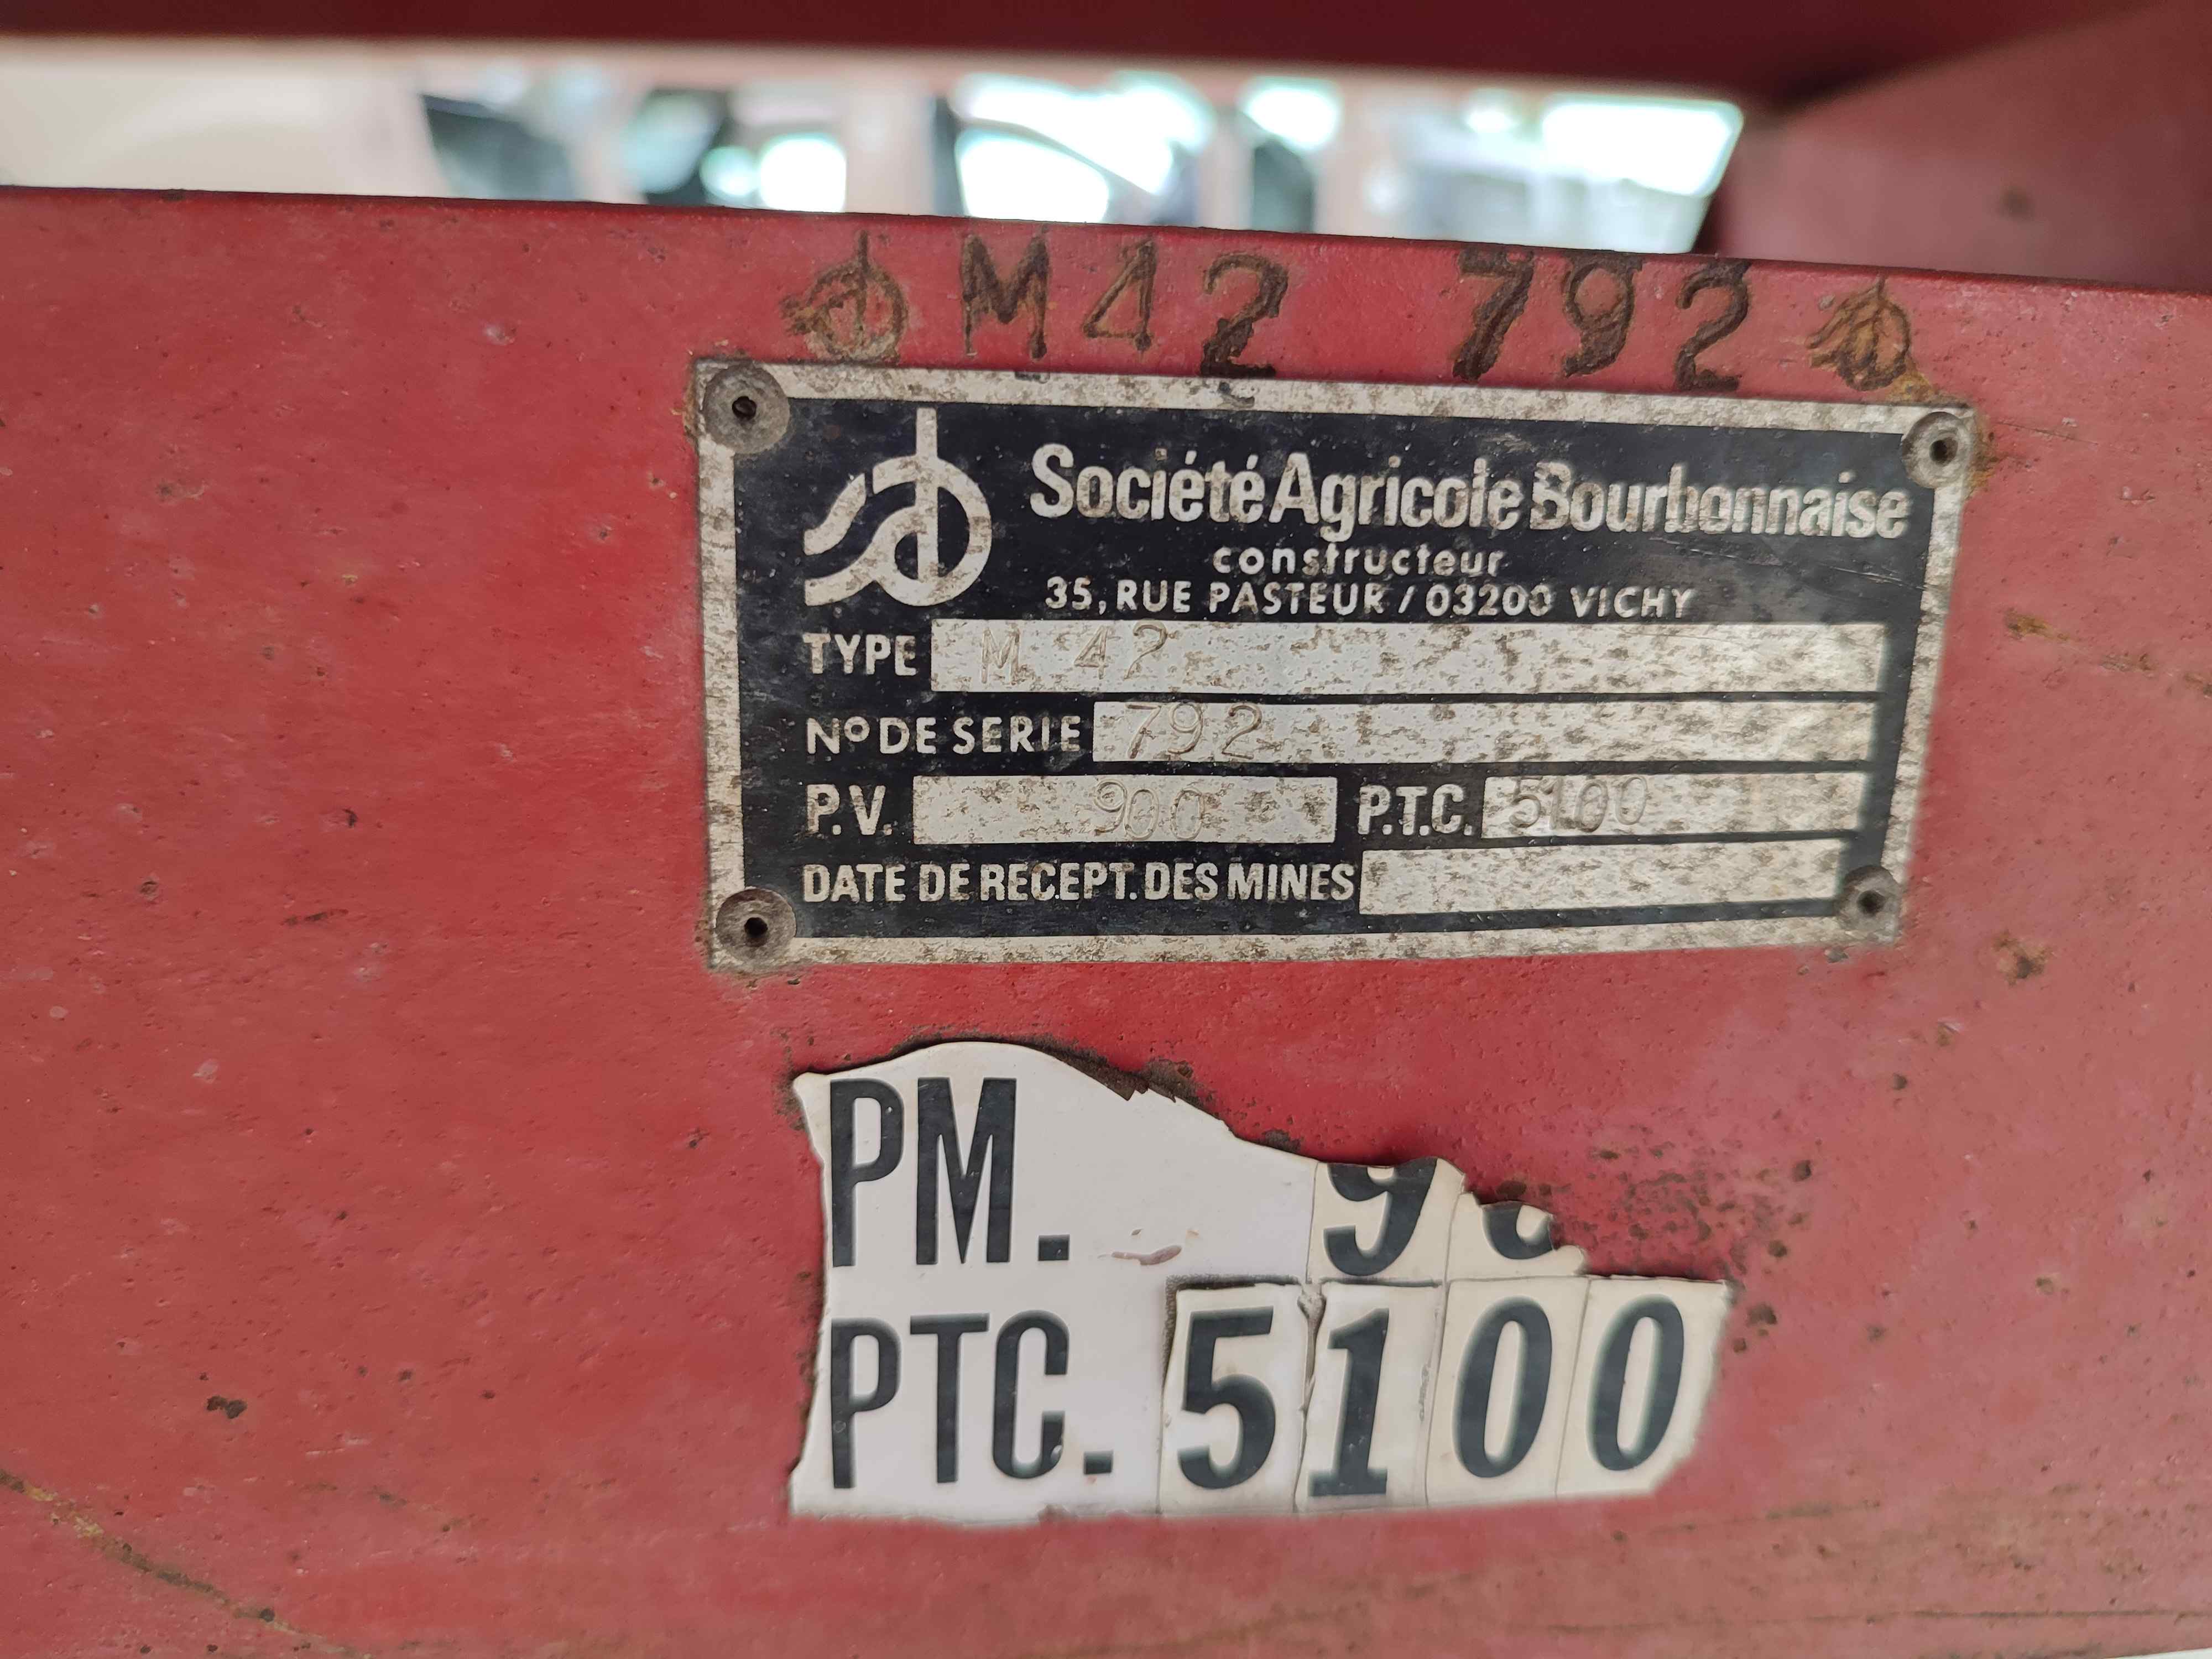 M42 792
Société Agricole Bourbonnaise
constructeur
35, RUE PASTEUR / 03200 VICHY
TYPE M 42
Nº DE SERIE 792
P.V. 900 P.T.C. 5100
DATE DE RECEPT. DES MINES
PM. 90
PTC. 5100